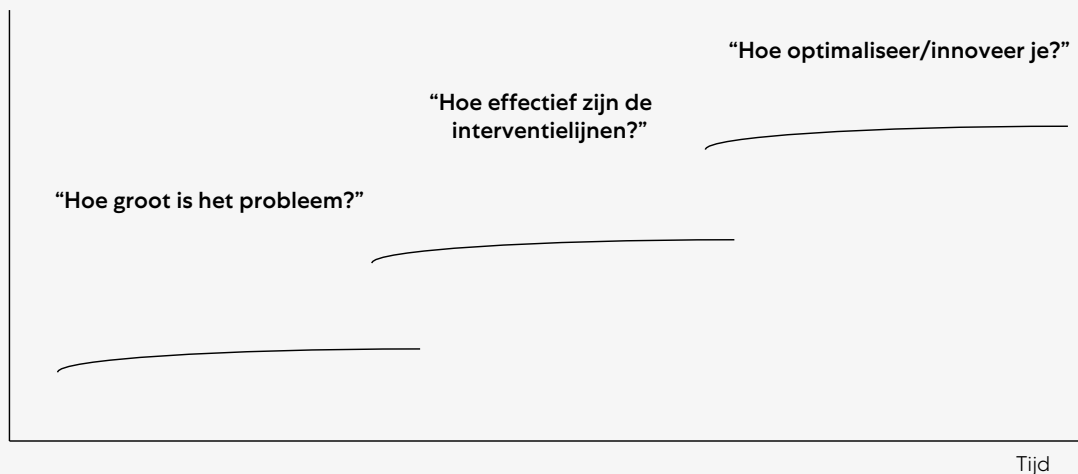 “Hoe optimaliseer/innoveer je?”
“Hoe effectief zijn de
interventielijnen?”
“Hoe groot is het probleem?”
Tijd